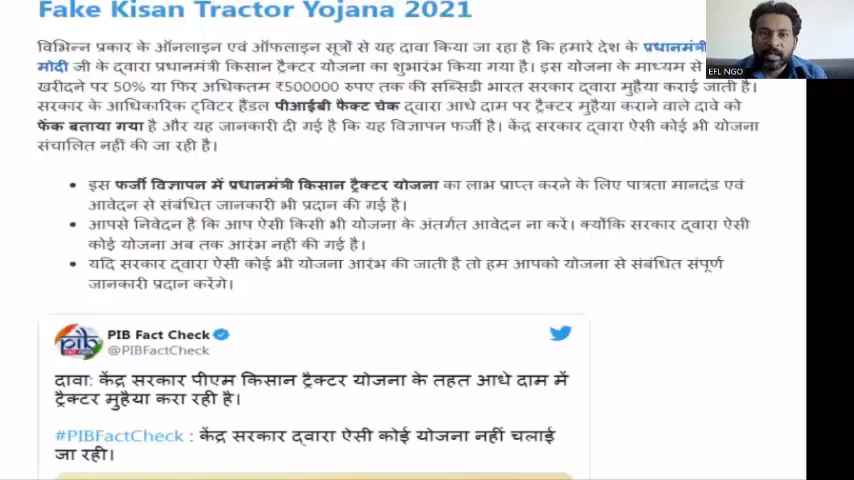 Fake Kisan Tractor Yojana 2021
EFL NGO
विभिन्न प्रकार के ऑनलाइन एवं ऑफलाइन सूत्रों से यह दावा किया जा रहा है कि हमारे देश के प्रधानमंत्री
मोदी जी के द्वारा प्रधानमंत्री किसान ट्रैक्टर योजना का शुभारंभ किया गया है। इस योजना के माध्यम से
खरीदने पर 50% या फिर अधिकतम ₹500000 रुपए तक की सब्सिडी भारत सरकार द्वारा मुहैया कराई जाती है।
सरकार के आधिकारिक ट्विटर हैंडल पीआईबी फैक्ट चेक द्वारा आधे दाम पर ट्रैक्टर मुहैया कराने वाले दावे को
फेंक बताया गया है और यह जानकारी दी गई है कि यह विज्ञापन फर्जी है। केंद्र सरकार द्वारा ऐसी कोई भी योजना
संचालित नहीं की जा रही है।
• इस फर्जी विज्ञापन में प्रधानमंत्री किसान ट्रैक्टर योजना का लाभ प्राप्त करने के लिए पात्रता मानदंड एवं
आवेदन से संबंधित जानकारी भी प्रदान की गई है।
• आपसे निवेदन है कि आप ऐसी किसी भी योजना के अंतर्गत आवेदन ना करें। क्योंकि सरकार द्वारा ऐसी
कोई योजना अब तक आरंभ नहीं की गई है।
• यदि सरकार द्वारा ऐसी कोई भी योजना आरंभ की जाती है तो हम आपको योजना से संबंधित संपूर्ण
जानकारी प्रदान करेंगे।
pib
FACT CHECK
PIB Fact Check
@PIBFactCheck
दावा: केंद्र सरकार पीएम किसान ट्रैक्टर योजना के तहत आधे दाम में
ट्रैक्टर मुहैया करा रही है।
#PIBFactCheck : केंद्र सरकार द्वारा ऐसी कोई योजना नहीं चलाई
जा रही।